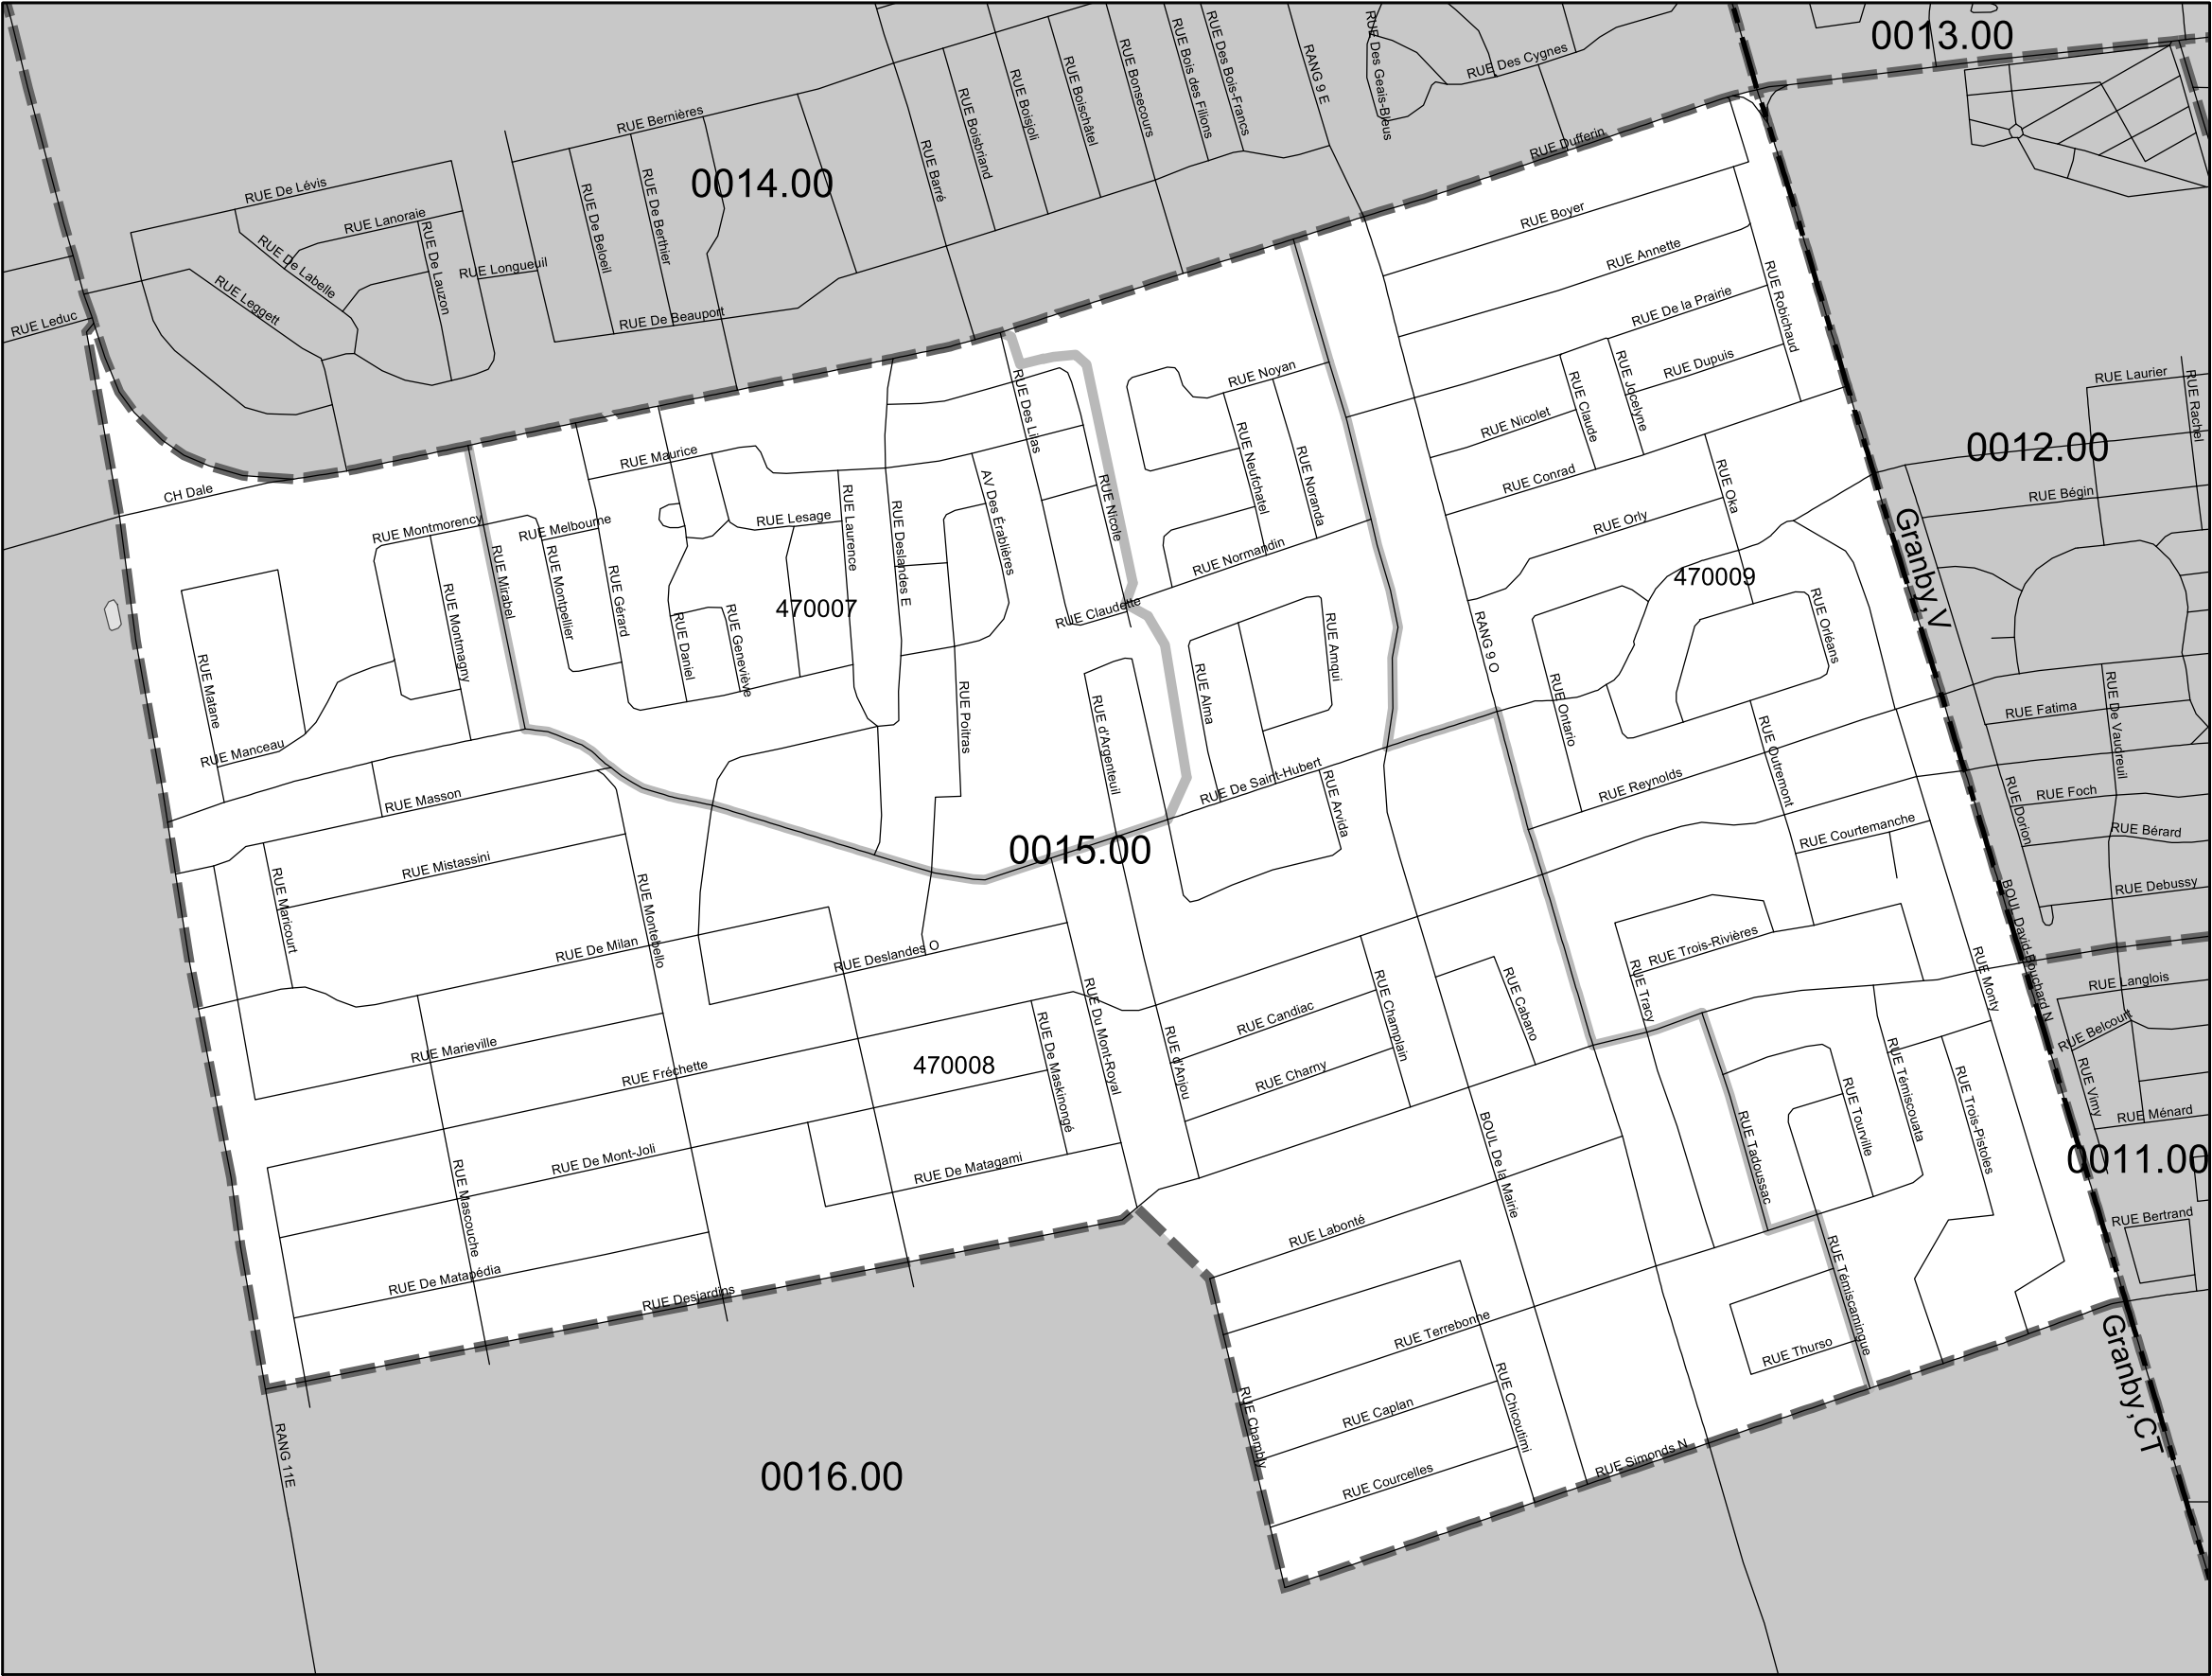 0013.00
RUE Des Geais-Bleus
RUE Des Cygnes
RANG 9 E
RUE Des Bois-Francs
RUE Bois des Filions
RUE Bonsecours
RUE Boischâtel
RUE Boisjoli
RUE Boisbriand
RUE Barré
RUE Bernières
RUE Dufferin
0014.00
RUE De Lévis
RUE Lanoraie
RUE De Labelle
RUE De Lauzon
RUE Longueuil
RUE De Beloeil
RUE De Berthier
RUE Leggett
RUE Leduc
RUE De Beauport
RUE Boyer
RUE Annette
RUE De la Prairie
RUE Robichaud
RUE Dupuis
RUE Jocelyne
RUE Claude
RUE Nicolet
RUE Conrad
RUE Oka
RUE Orly
RUE Laurier
RUE Rachel
0012.00
RUE Bégin
Granby,V
RUE Noyan
RUE Neufchatel
RUE Noranda
RUE Normandin
RUE Des Lilas
RUE Nicole
RUE Claudette
AV Des Érablières
RUE Maurice
RUE Lesage
RUE Laurence
RUE Deslandes E
RUE Melbourne
RUE Montpellier
RUE Gérard
RUE Daniel
RUE Geneviève
470007
CH Dale
RUE Montmorency
RUE Mirabel
RUE Montmagny
RUE Matane
RUE Manceau
RUE Poitras
RUE d'Argenteuil
RUE Alma
RUE Amqui
RUE De Saint-Hubert
RUE Arvida
470009
RANG 9 O
RUE Ontario
RUE Orléans
RUE Outremont
RUE Reynolds
RUE Courtemanche
RUE Fatima
RUE De Vaudreuil
RUE Foch
RUE Dorion
RUE Bérard
RUE Debussy
BOUL David-Bouchard N
RUE Masson
RUE Mistassini
RUE Maricourt
RUE Montebello
RUE De Milan
RUE Deslandes O
0015.00
RUE Trois-Rivières
RUE Tracy
RUE Monty
RUE Langlois
RUE Belcourt
RUE Vimy
RUE Ménard
0011.00
RUE Bertrand
RUE Marieville
RUE Fréchette
470008
RUE De Maskinongé
RUE Du Mont-Royal
RUE d'Anjou
RUE Candiac
RUE Champlain
RUE Cabano
RUE Charny
RUE De Mont-Joli
RUE De Matagami
RUE Mascouche
RUE De Matapédia
RUE Desjardins
BOUL De la Mairie
RUE Labonté
RUE Tadoussac
RUE Tourville
RUE Témiscouata
RUE Trois-Pistoles
RUE Témiscamingue
RUE Thurso
RUE Terrebonne
RUE Caplan
RUE Chicoutimi
RUE Chambly
RUE Courcelles
RUE Simonds N
Granby,CT
RANG 11E
0016.00